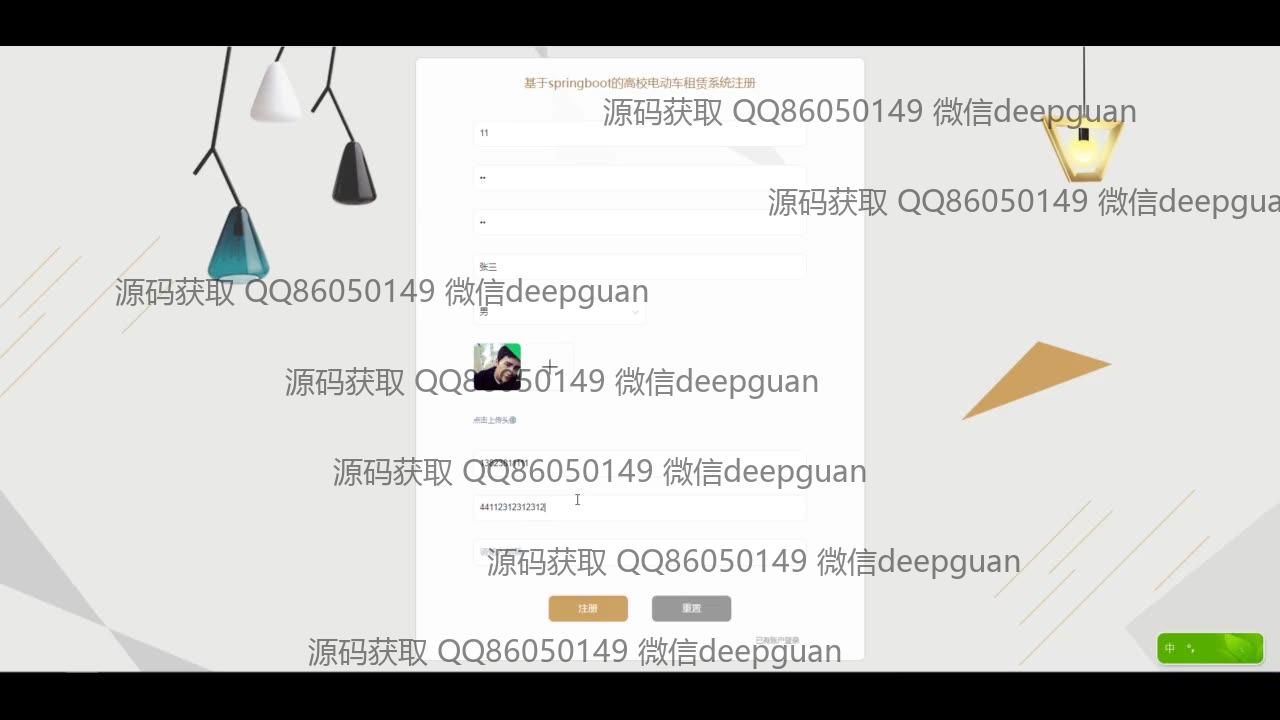 基于springboot的高校电动车租赁系统注册
源码获取 QQ86050149 微信deepguan
11
••
源码获取 QQ86050149 微信deepgua
••
张三
源码获取 QQ86050149 微信deepguan
男
源码获取 QQ86050149 微信deepguan
点击上传头像
源码获取 QQ86050149 微信deepguan
44112312312312
源码获取 QQ86050149 微信deepguan
注册
重置
已有账户登录
源码获取 QQ86050149 微信deepguan
中 °,